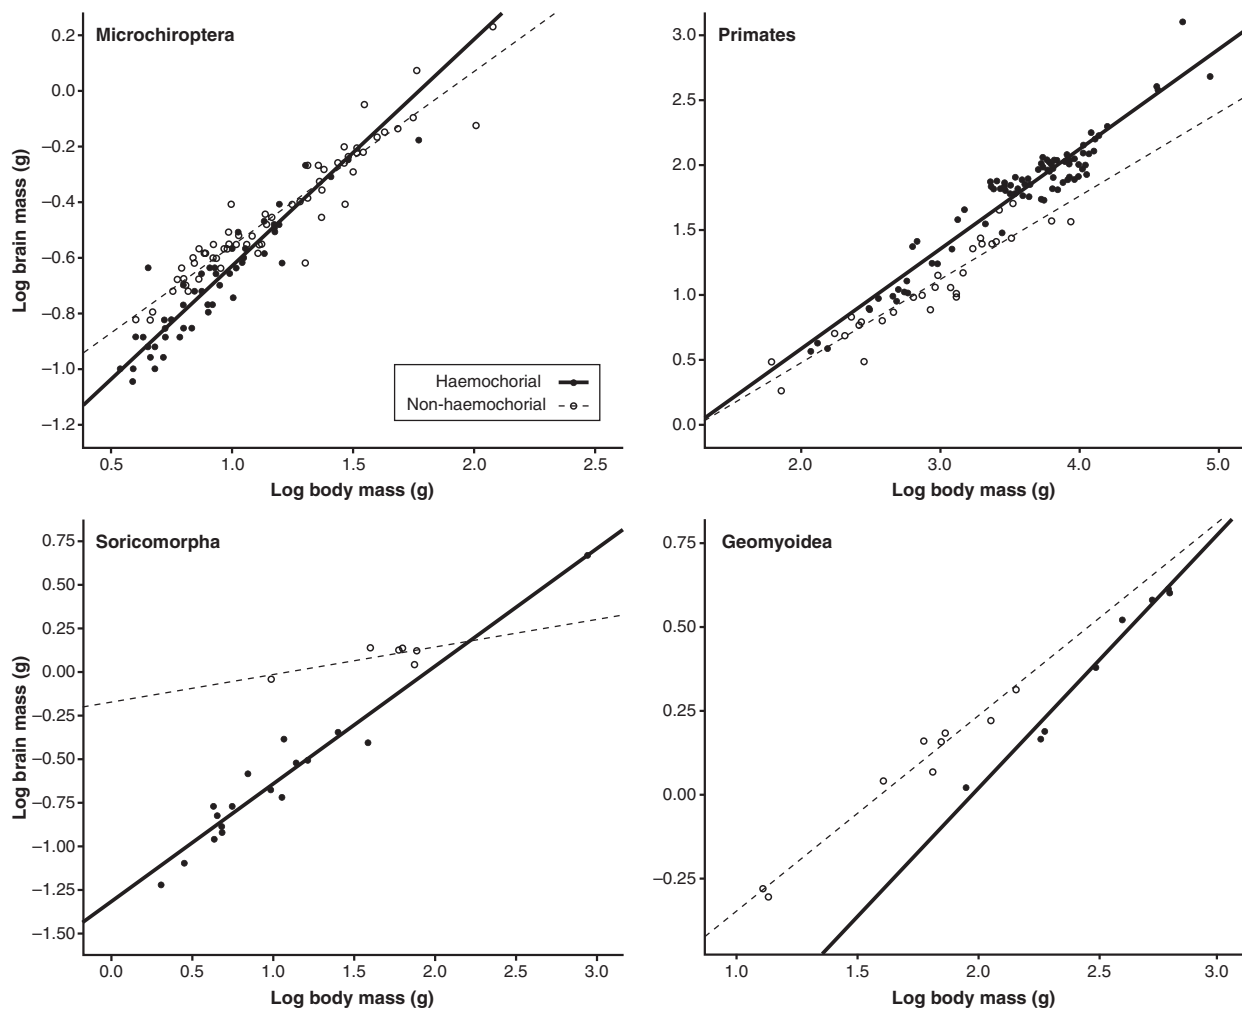 Microchiroptera
Log brain mass (g)
0.2
0.0
−0.2
−0.4
−0.6
−0.8
−1.0
−1.2
Haemochorial
Non-haemochorial
0.5 1.0 1.5 2.0 2.5
Log body mass (g)
Primates
3.0
2.5
2.0
1.5
1.0
0.5
0.0
2.0 3.0 4.0 5.0
Log body mass (g)
Soricomorpha
Log brain mass (g)
0.75
0.50
0.25
0.00
−0.25
−0.50
−0.75
−1.00
−1.25
−1.50
0.0 0.5 1.0 1.5 2.0 2.5 3.0
Log body mass (g)
Geomyoidea
0.75
0.50
0.25
0.00
−0.25
1.0 1.5 2.0 2.5 3.0
Log body mass (g)